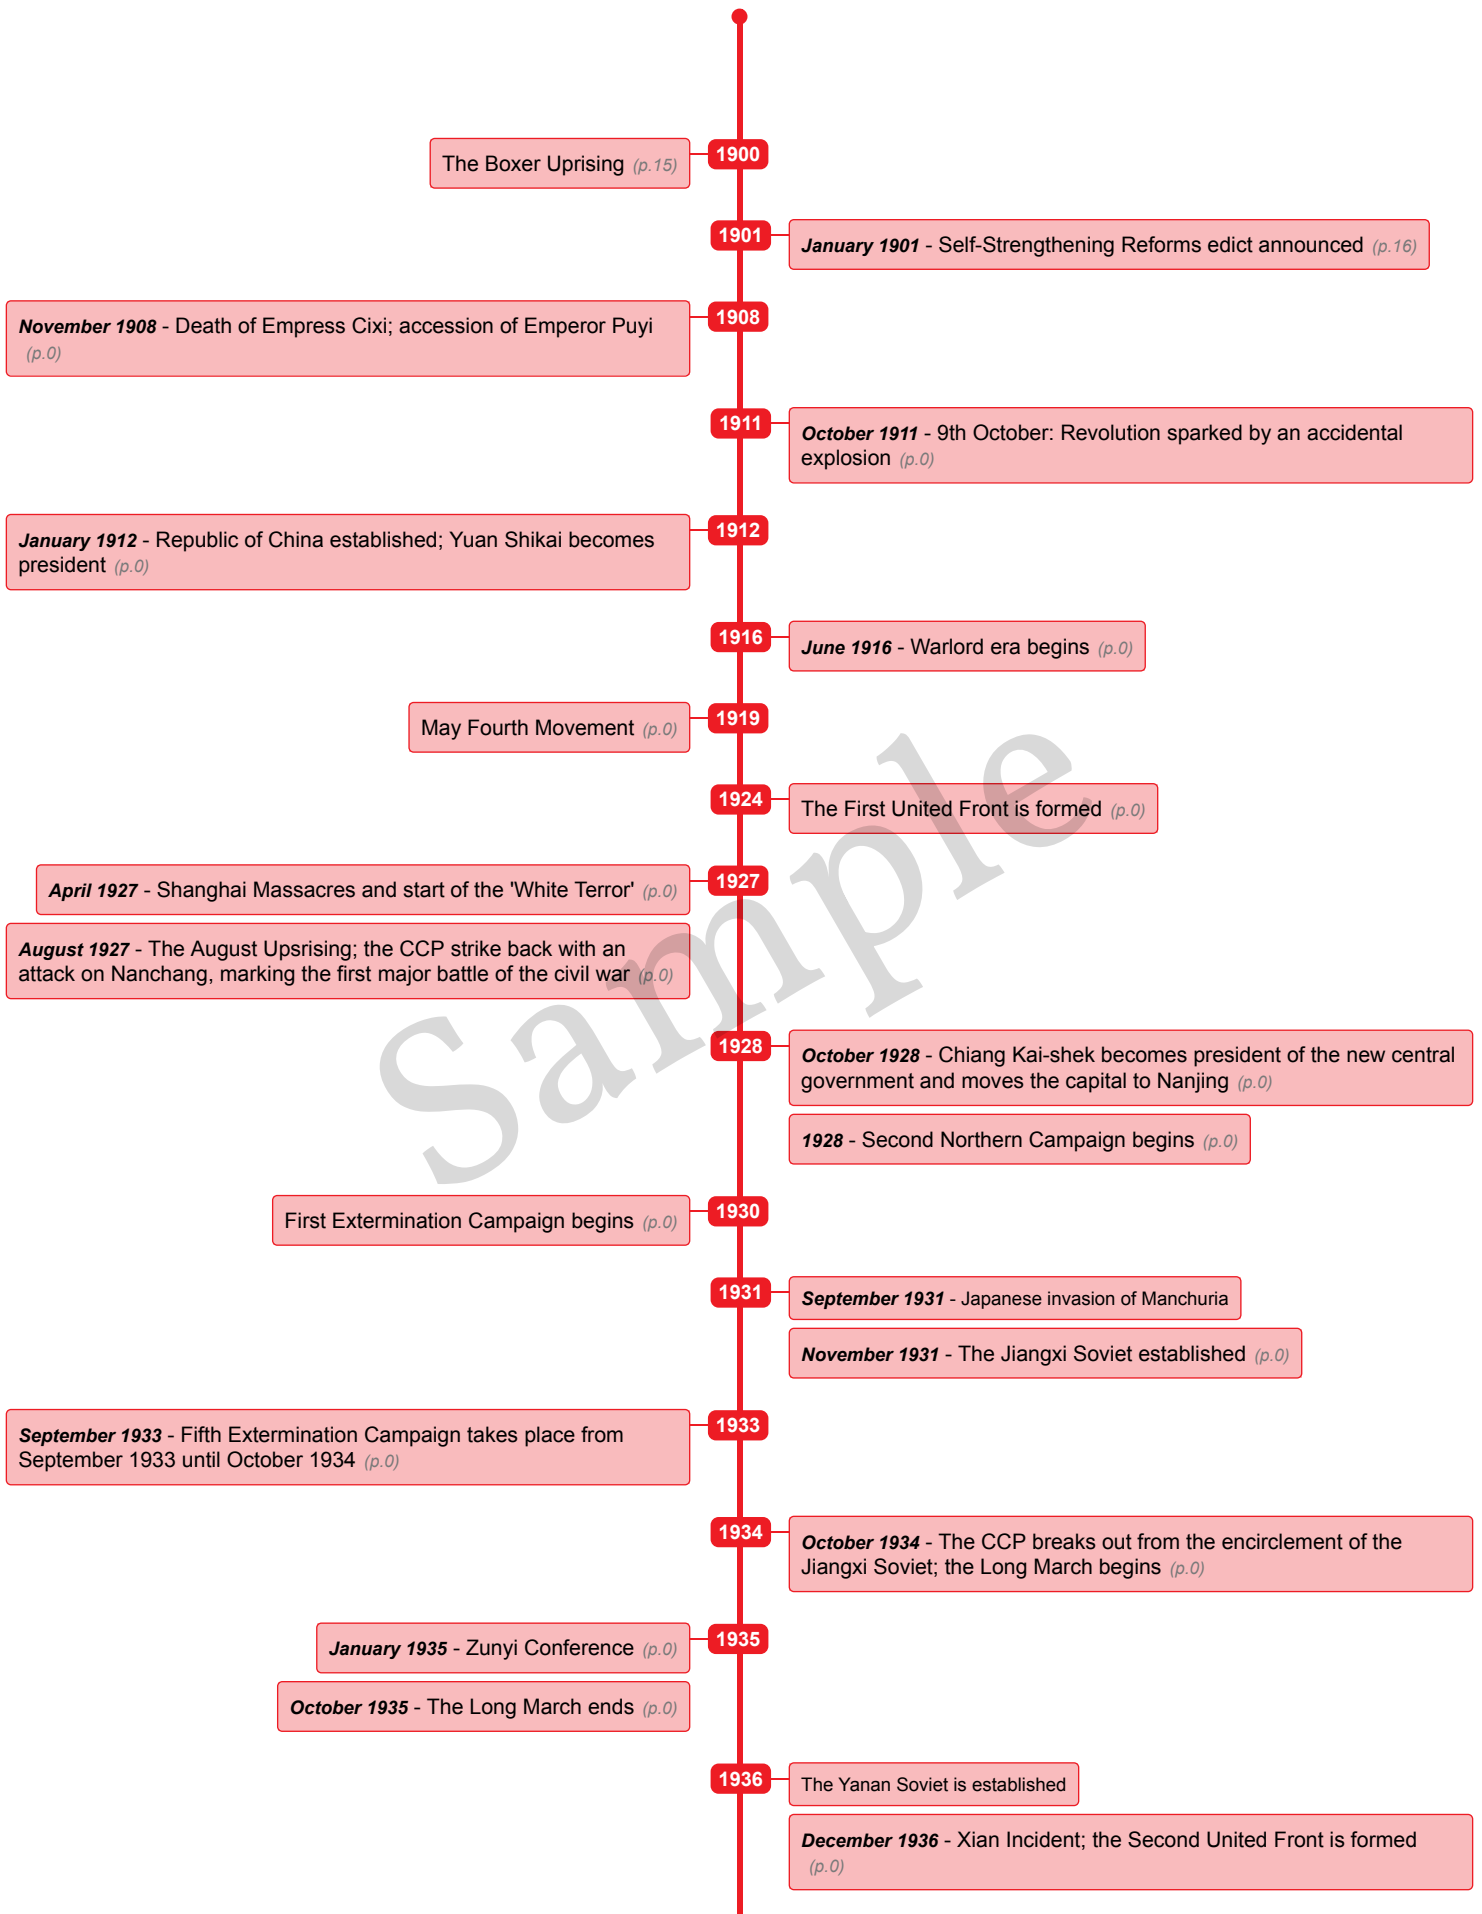 1900
The Boxer Uprising (p.15)
1901
January 1901 - Self-Strengthening Reforms edict announced (p.16)
1908
November 1908 - Death of Empress Cixi; accession of Emperor Puyi
(p.0)
1911
October 1911 - 9th October: Revolution sparked by an accidental
explosion (p.0)
1912
January 1912 - Republic of China established; Yuan Shikai becomes
president (p.0)
1916
June 1916 - Warlord era begins (p.0)
1919
May Fourth Movement (p.0)
1924
The First United Front is formed (p.0)
1927
April 1927 - Shanghai Massacres and start of the 'White Terror' (p.0)
August 1927 - The August Upsrising; the CCP strike back with an
attack on Nanchang, marking the first major battle of the civil war (p.0)
1928
October 1928 - Chiang Kai-shek becomes president of the new central
government and moves the capital to Nanjing (p.0)
1928 - Second Northern Campaign begins (p.0)
1930
First Extermination Campaign begins (p.0)
1931
September 1931 - Japanese invasion of Manchuria
November 1931 - The Jiangxi Soviet established (p.0)
1933
September 1933 - Fifth Extermination Campaign takes place from
September 1933 until October 1934 (p.0)
1934
October 1934 - The CCP breaks out from the encirclement of the
Jiangxi Soviet; the Long March begins (p.0)
1935
January 1935 - Zunyi Conference (p.0)
October 1935 - The Long March ends (p.0)
1936
The Yanan Soviet is established
December 1936 - Xian Incident; the Second United Front is formed
(p.0)
Sample